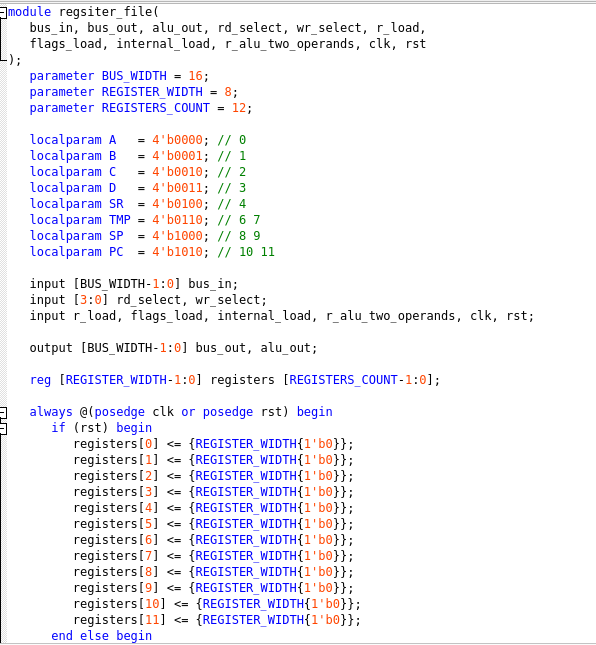 module regsiter_file(
   bus_in, bus_out, alu_out, rd_select, wr_select, r_load,
   flags_load, internal_load, r_alu_two_operands, clk, rst
);
   parameter BUS_WIDTH = 16;
   parameter REGISTER_WIDTH = 8;
   parameter REGISTERS_COUNT = 12;

   localparam A   = 4'b0000; // 0
   localparam B   = 4'b0001; // 1
   localparam C   = 4'b0010; // 2
   localparam D   = 4'b0011; // 3
   localparam SR  = 4'b0100; // 4
   localparam TMP = 4'b0110; // 6 7
   localparam SP  = 4'b1000; // 8 9
   localparam PC  = 4'b1010; // 10 11

   input [BUS_WIDTH-1:0] bus_in;
   input [3:0] rd_select, wr_select;
   input r_load, flags_load, internal_load, r_alu_two_operands, clk, rst;

   output [BUS_WIDTH-1:0] bus_out, alu_out;

   reg [REGISTER_WIDTH-1:0] registers [REGISTERS_COUNT-1:0];

   always @(posedge clk or posedge rst) begin
      if (rst) begin
         registers[0] <= {REGISTER_WIDTH{1'b0}};
         registers[1] <= {REGISTER_WIDTH{1'b0}};
         registers[2] <= {REGISTER_WIDTH{1'b0}};
         registers[3] <= {REGISTER_WIDTH{1'b0}};
         registers[4] <= {REGISTER_WIDTH{1'b0}};
         registers[5] <= {REGISTER_WIDTH{1'b0}};
         registers[6] <= {REGISTER_WIDTH{1'b0}};
         registers[7] <= {REGISTER_WIDTH{1'b0}};
         registers[8] <= {REGISTER_WIDTH{1'b0}};
         registers[9] <= {REGISTER_WIDTH{1'b0}};
         registers[10] <= {REGISTER_WIDTH{1'b0}};
         registers[11] <= {REGISTER_WIDTH{1'b0}};
      end else begin